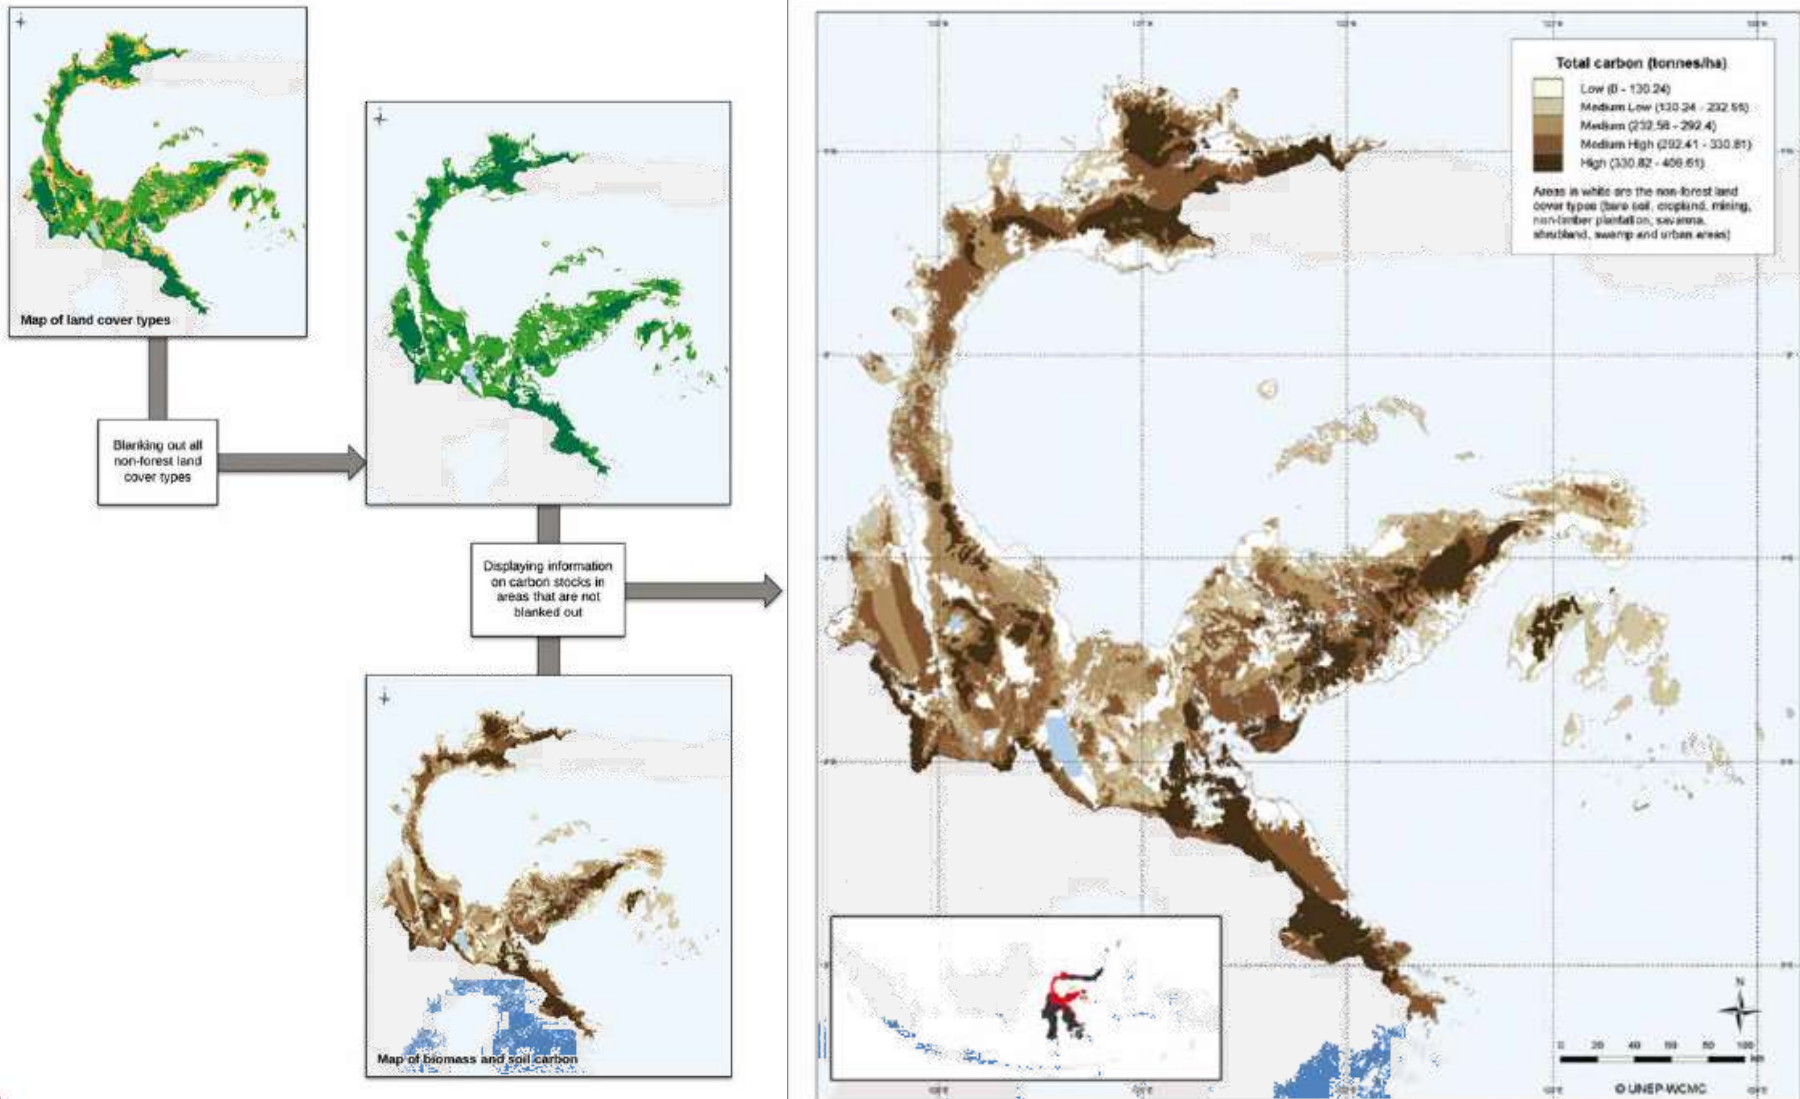 Map of land cover types
Blanking out all
non-forest land
cover types
Displaying information
on carbon stocks in
areas that are not
blanked out
Map of biomass and soil carbon
Total carbon (tonnes/ha)
Low (0 - 130.24)
Medium Low (130.24 - 232.55)
Medium (232.56 - 292.4)
Medium High (292.41 - 330.81)
High (330.82 - 409.61)
Areas in white are the non-forest land
cover types (bare soil, cropland, mining,
non-timber plantation, savanna,
shrubland, swamp and urban areas)
N
0 20 40 60 80 100
© UNEP-WCMC